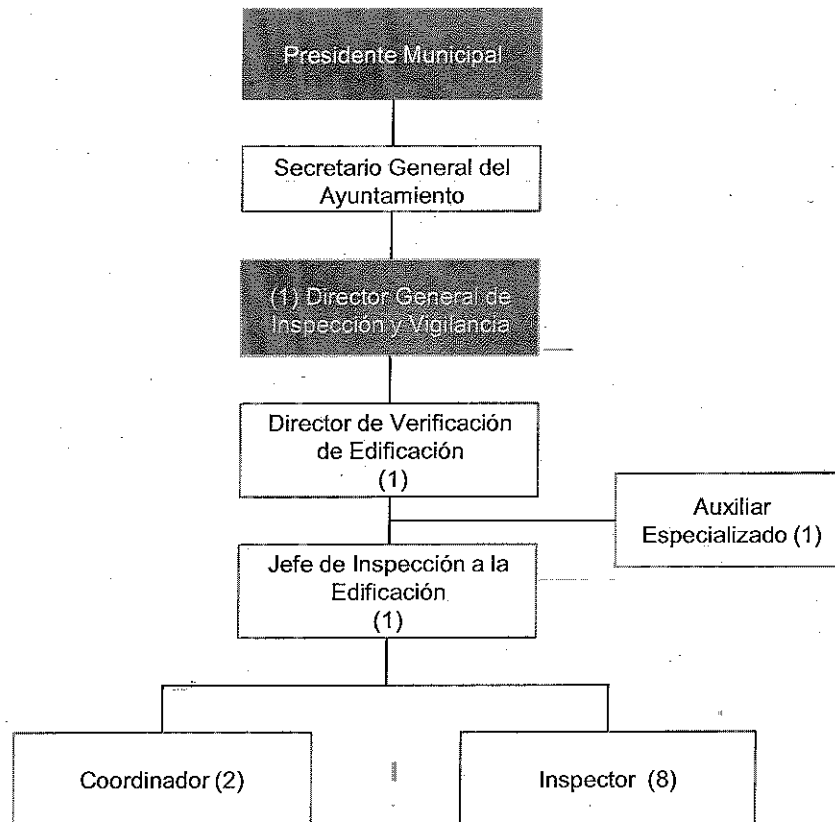 Presidente Municipal
Secretario General del
Ayuntamiento
(1) Director General de
Inspección y Vigilancia
Director de Verificación
de Edificación
(1)
Auxiliar
Especializado (1)
Jefe de Inspección a la
Edificación
(1)
Coordinador (2)
Inspector (8)